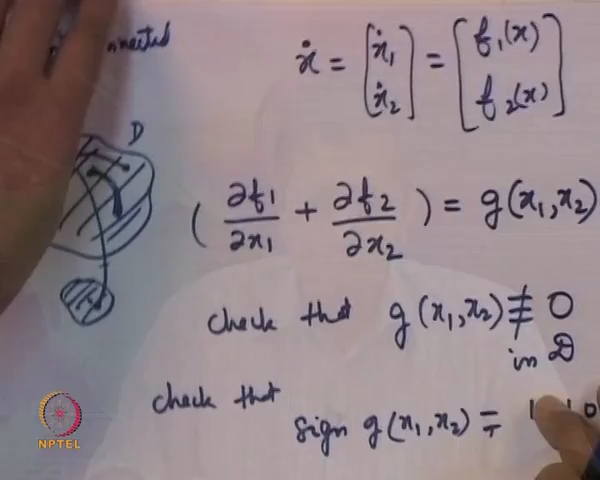 ẋ = [ẋ₁ ẋ₂] = [f₁(x) f₂(x)]
D
(∂f₁/∂x₁ + ∂f₂/∂x₂) = g(x₁,x₂)
check that g(x₁,x₂) ≢ 0
in D
check that
sign g(x₁,x₂) =
NPTEL